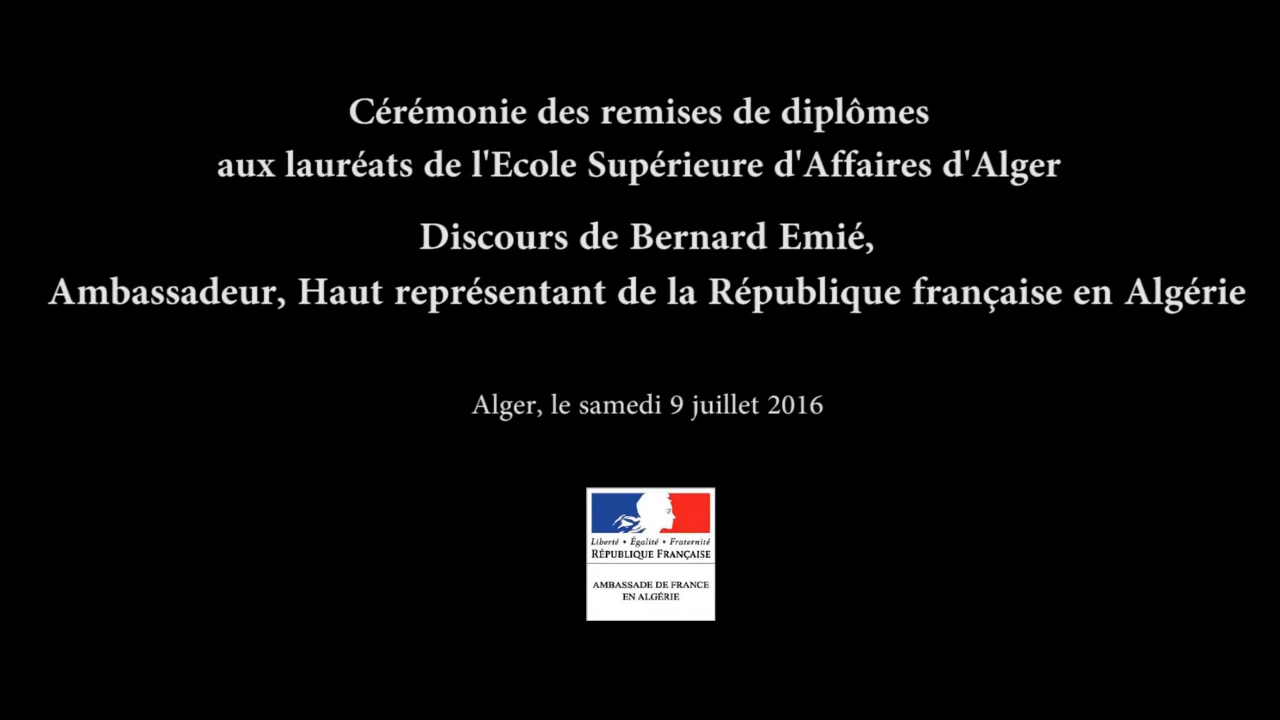 Cérémonie des remises de diplômes
aux lauréats de l'Ecole Supérieure d'Affaires d'Alger
Discours de Bernard Emié,
Ambassadeur, Haut représentant de la République française en Algérie
Alger, le samedi 9 juillet 2016
Liberté • Égalité • Fraternité
RÉPUBLIQUE FRANÇAISE
AMBASSADE DE FRANCE
EN ALGÉRIE